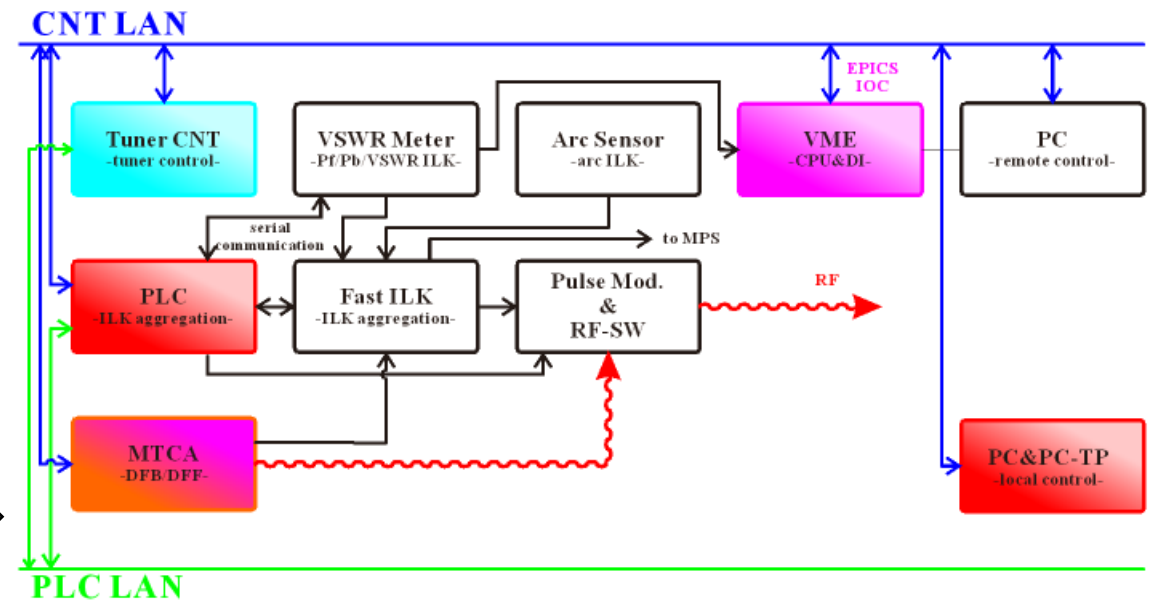 CNT LAN
EPICS
IOC
Tuner CNT
-tuner control-
VSWR Meter
-Pf/Pb/VSWR ILK-
Arc Sensor
-arc ILK-
VME
-CPU&DI-
PC
-remote control-
serial
communication
to MPS
PLC
-ILK aggregation-
Fast ILK
-ILK aggregation-
Pulse Mod.
&
RF-SW
RF
MTCA
-DFB/DFF-
PC&PC-TP
-local control-
PLC LAN